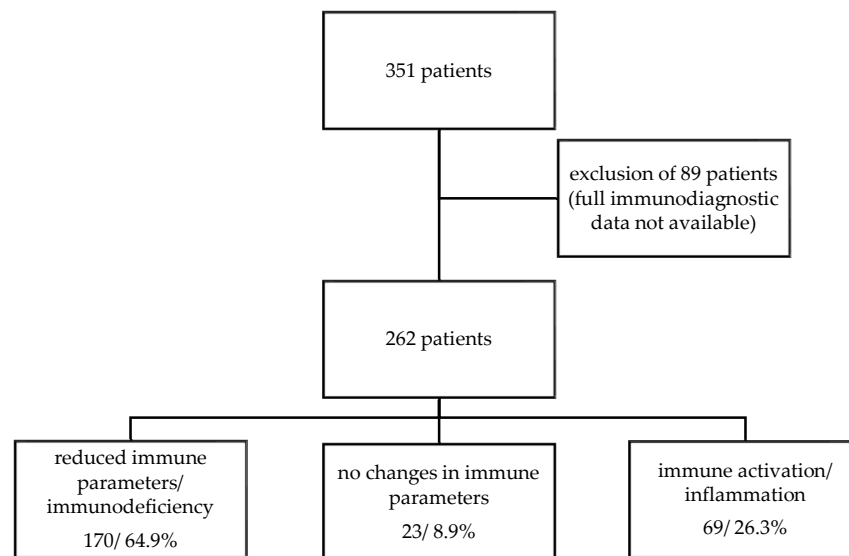 351 patients
exclusion of 89 patients
(full immunodiagnostic
data not available)
262 patients
reduced immune
parameters/
immunodeficiency
170/ 64.9%
no changes in immune
parameters
23/ 8.9%
immune activation/
inflammation
69/ 26.3%